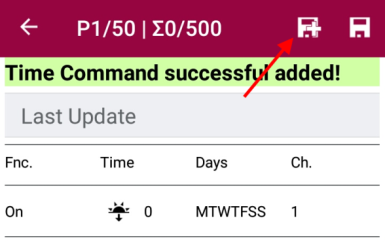 P1/50 | Σ0/500
Time Command successful added!
Last Update
Fnc. Time Days Ch.
On 0 MTWTFSS 1